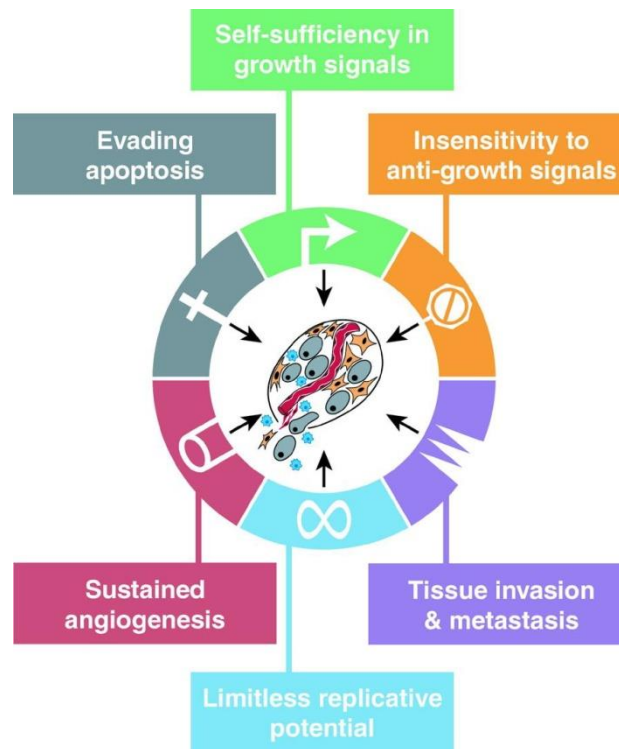 Self-sufficiency in
growth signals
Evading
apoptosis
Insensitivity to
anti-growth signals
Sustained
angiogenesis
Tissue invasion
& metastasis
Limitless replicative
potential